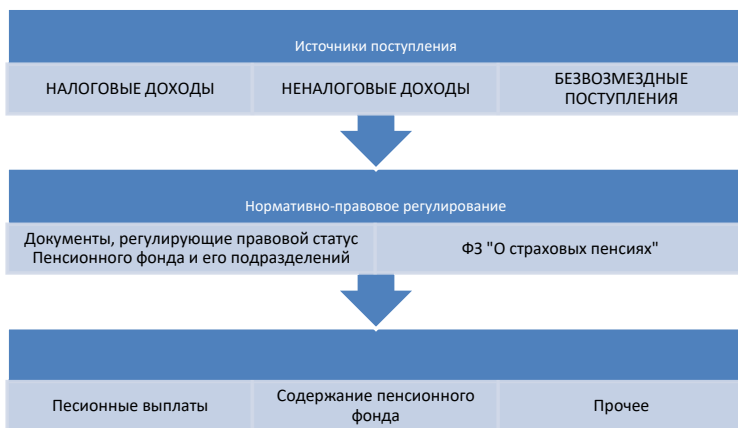 Источники поступления
НАЛОГОВЫЕ ДОХОДЫ
НЕНАЛОГОВЫЕ ДОХОДЫ
БЕЗВОЗМЕЗДНЫЕ
ПОСТУПЛЕНИЯ
Нормативно-правовое регулирование
Документы, регулирующие правовой статус
Пенсионного фонда и его подразделений
ФЗ "О страховых пенсиях"
Песионные выплаты
Содержание пенсионного
фонда
Прочее